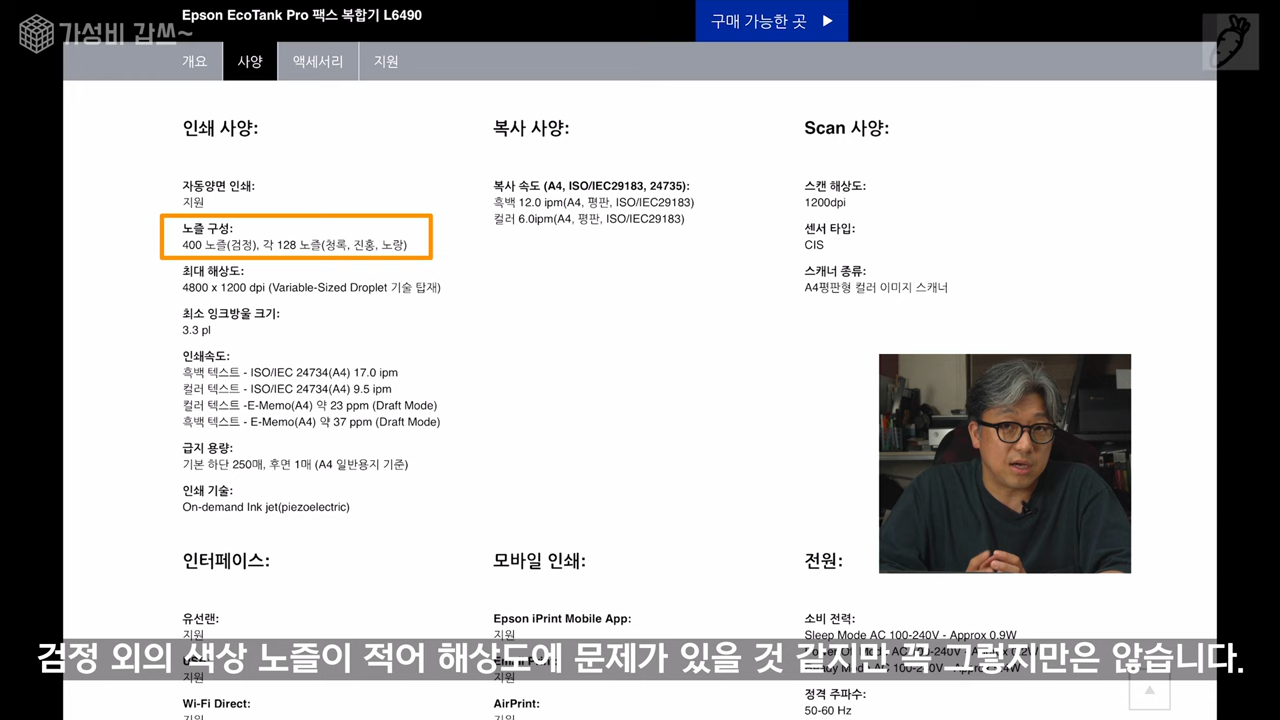 Epson EcoTank Pro 팩스 복합기 L6490
구매 가능한 곳
가성비 갑쓰~
개요
사양
액세서리
지원
인쇄 사양:
자동양면 인쇄:
지원
노즐 구성:
400 노즐(검정), 각 128 노즐(청록, 진홍, 노랑)
최대 해상도:
4800 x 1200 dpi (Variable-Sized Droplet 기술 탑재)
최소 잉크방울 크기:
3.3 pl
인쇄속도:
흑백 텍스트 - ISO/IEC 24734(A4) 17.0 ipm
컬러 텍스트 - ISO/IEC 24734(A4) 9.5 ipm
컬러 텍스트 -E-Memo(A4) 약 23 ppm (Draft Mode)
흑백 텍스트 - E-Memo(A4) 약 37 ppm (Draft Mode)
급지 용량:
기본 하단 250매, 후면 1매 (A4 일반용지 기준)
인쇄 기술:
On-demand Ink jet(piezoelectric)
복사 사양:
복사 속도 (A4, ISO/IEC29183, 24735):
흑백 12.0 ipm(A4, 평판, ISO/IEC29183)
컬러 6.0ipm(A4, 평판, ISO/IEC29183)
Scan 사양:
스캔 해상도:
1200dpi
센서 타입:
CIS
스캐너 종류:
A4평판형 컬러 이미지 스캐너
인터페이스:
유선랜:
지원
지원
Wi-Fi Direct:
지원
모바일 인쇄:
Epson iPrint Mobile App:
지원
지원
AirPrint:
지원
전원:
소비 전력:
Sleep Mode AC 100-240V - Approx 0.9W
정격 주파수:
50-60 Hz
검정 외의 색상 노즐이 적어 해상도에 문제가 있을 것 같지만 꼭 그렇지만은 않습니다.